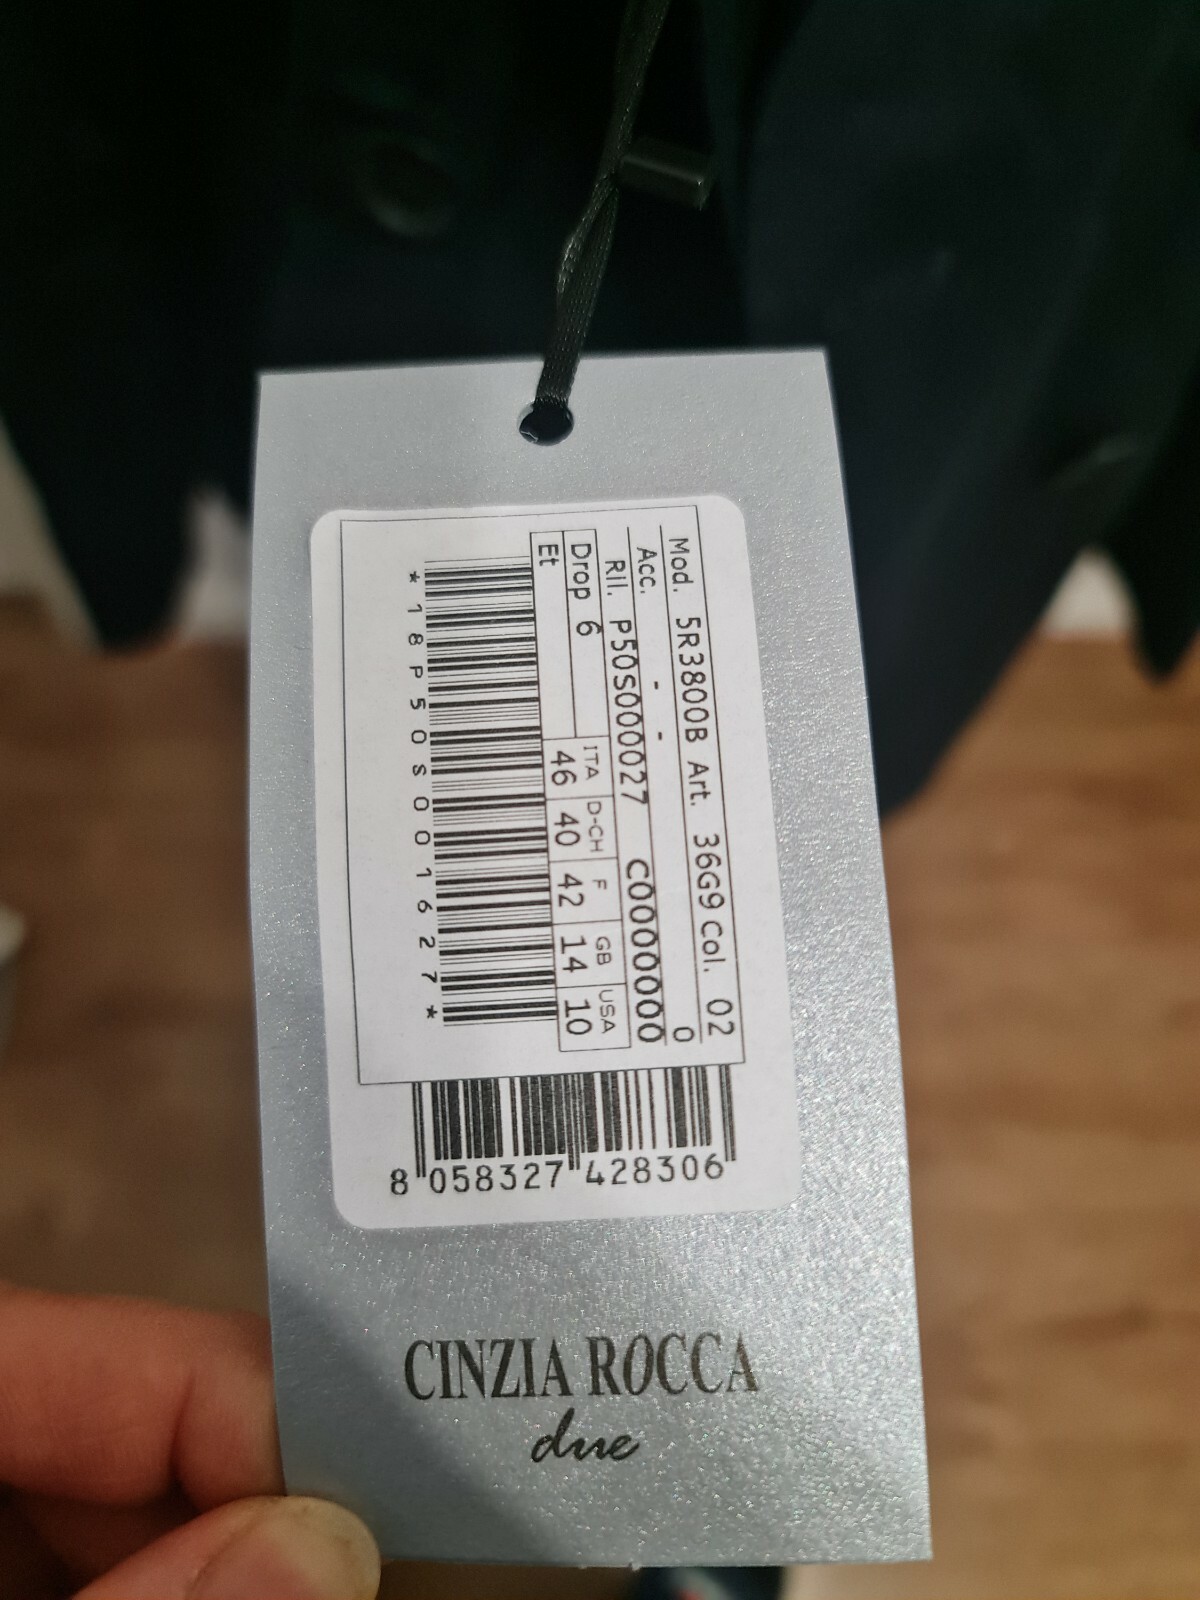 Mod. 5R3800B Art. 36G9 Col. 02
Acc. - - 0
Ril. P50S000027 C0000000
Drop 6
Et
ITA D-CH F GB USA
46 40 42 14 10
*18P50S001627*
8 058327 428306
CINZIA ROCCA
due